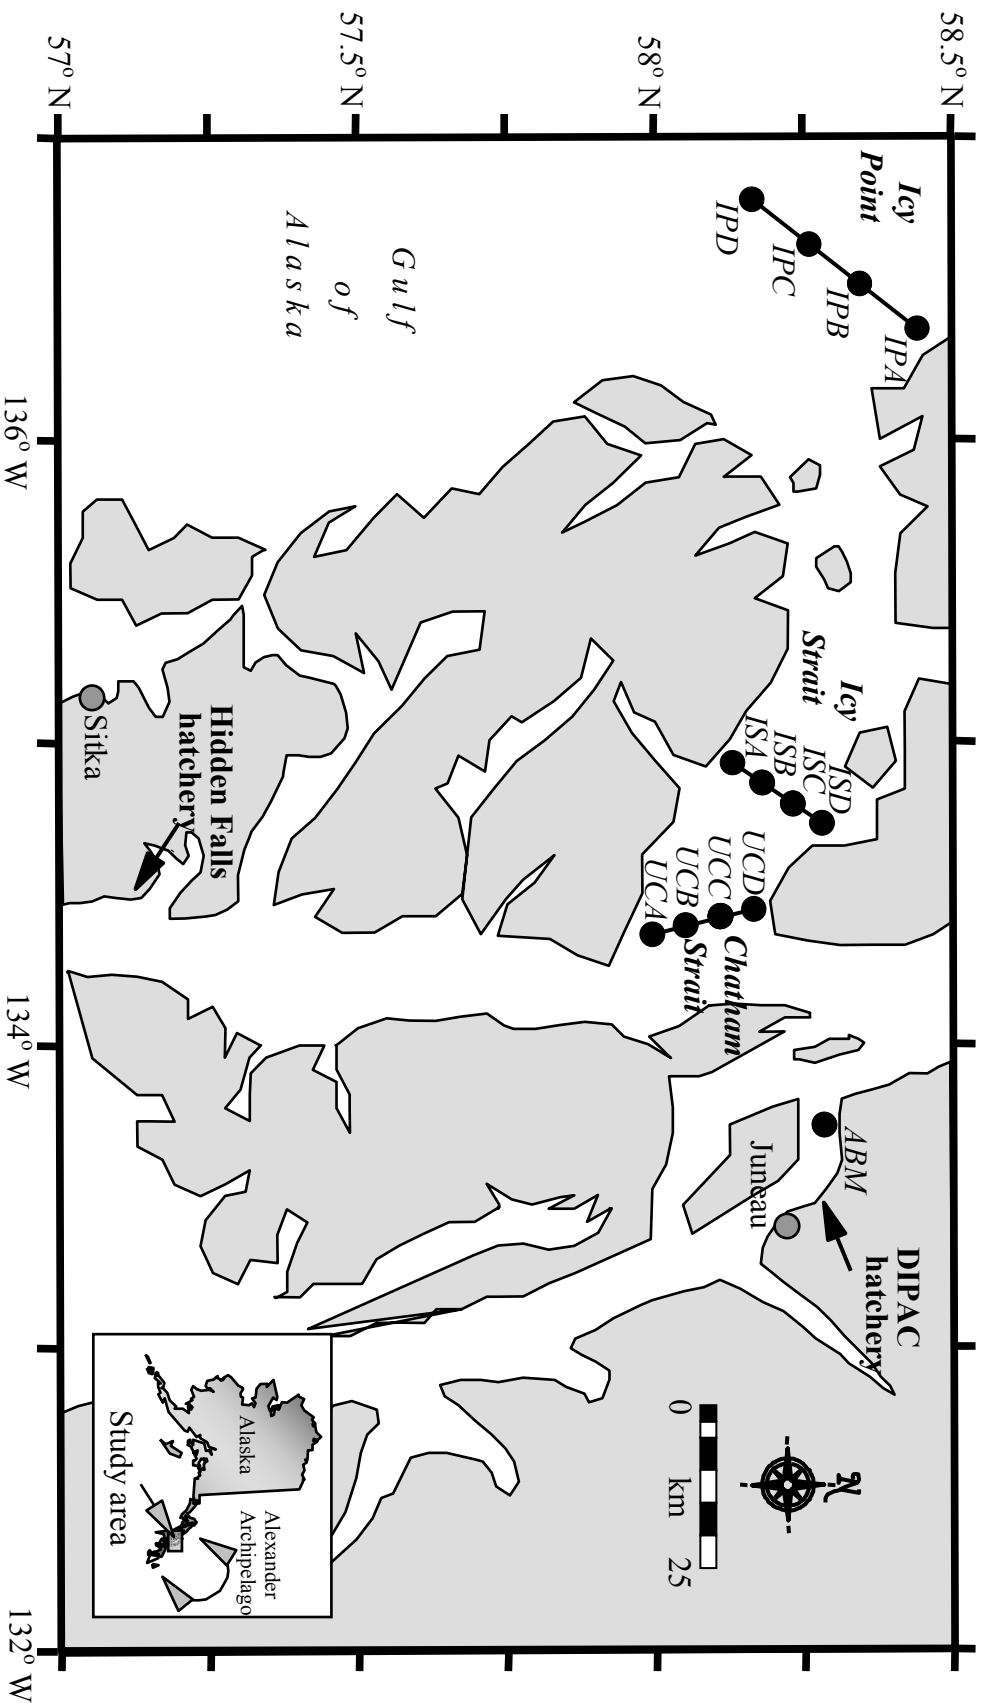 58.5° N
58° N
57.5° N
57° N
Icy
Point
IPA
IPB
IPC
IPD
Gulf
of
Alaska
Icy
Strait
ISD
ISC
ISB
ISA
UCD
UCC
UCB
UCA
Chatham
Strait
ABM
Juneau
DIPAC
hatchery
Hidden Falls
hatchery
Sitka
N
0 km 25
Alaska
Alexander
Archipelago
Study area
136° W
134° W
132° W